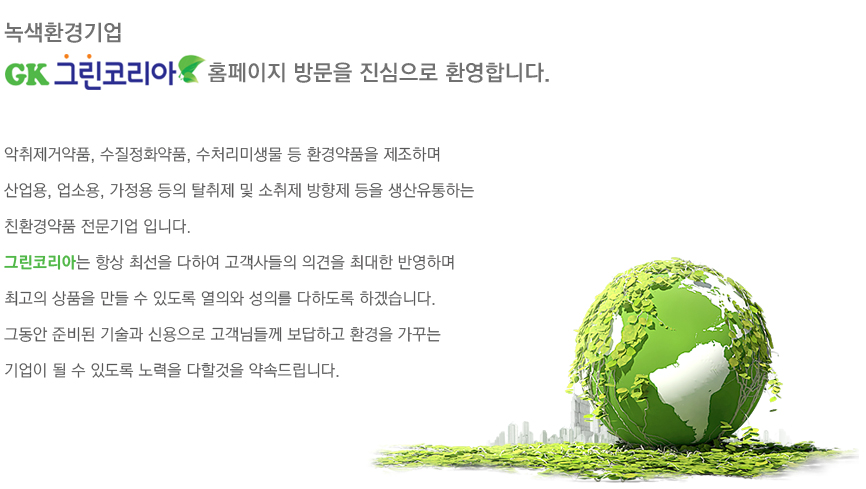 녹색환경기업
GK 그린코리아 홈페이지 방문을 진심으로 환영합니다.
악취제거약품, 수질정화약품, 수처리미생물 등 환경약품을 제조하며
산업용, 업소용, 가정용 등의 탈취제 및 소취제 방향제 등을 생산유통하는
친환경약품 전문기업 입니다.
그린코리아는 항상 최선을 다하여 고객사들의 의견을 최대한 반영하며
최고의 상품을 만들 수 있도록 열의와 성의를 다하도록 하겠습니다.
그동안 준비된 기술과 신용으로 고객님들께 보답하고 환경을 가꾸는
기업이 될 수 있도록 노력을 다할것을 약속드립니다.